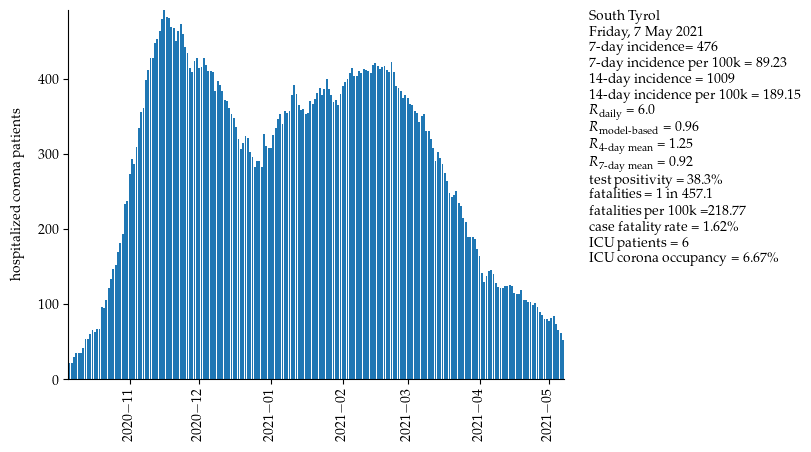 South Tyrol
Friday, 7 May 2021
7-day incidence= 476
7-day incidence per 100k = 89.23
14-day incidence = 1009
14-day incidence per 100k = 189.15
R daily = 6.0
R model-based = 0.96
R 4-day mean = 1.25
R 7-day mean = 0.92
test positivity = 38.3%
fatalities = 1 in 457.1
fatalities per 100k =218.77
case fatality rate = 1.62%
ICU patients = 6
ICU corona occupancy = 6.67%
hospitalized corona patients
400
300
200
100
0
2020−11
2020−12
2021−01
2021−02
2021−03
2021−04
2021−05